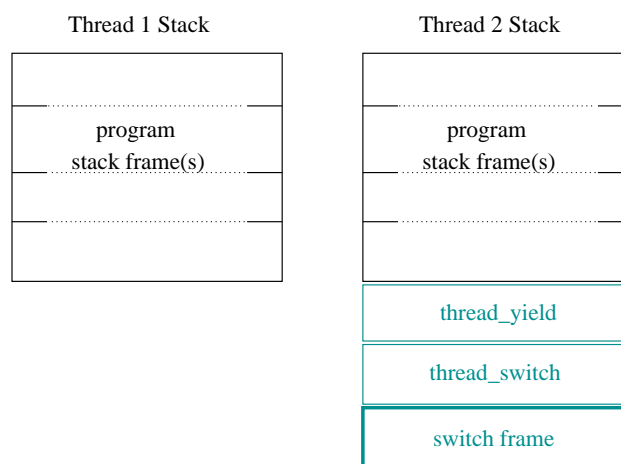 Thread 1 Stack
Thread 2 Stack
program
stack frame(s)
program
stack frame(s)
thread_yield
thread_switch
switch frame